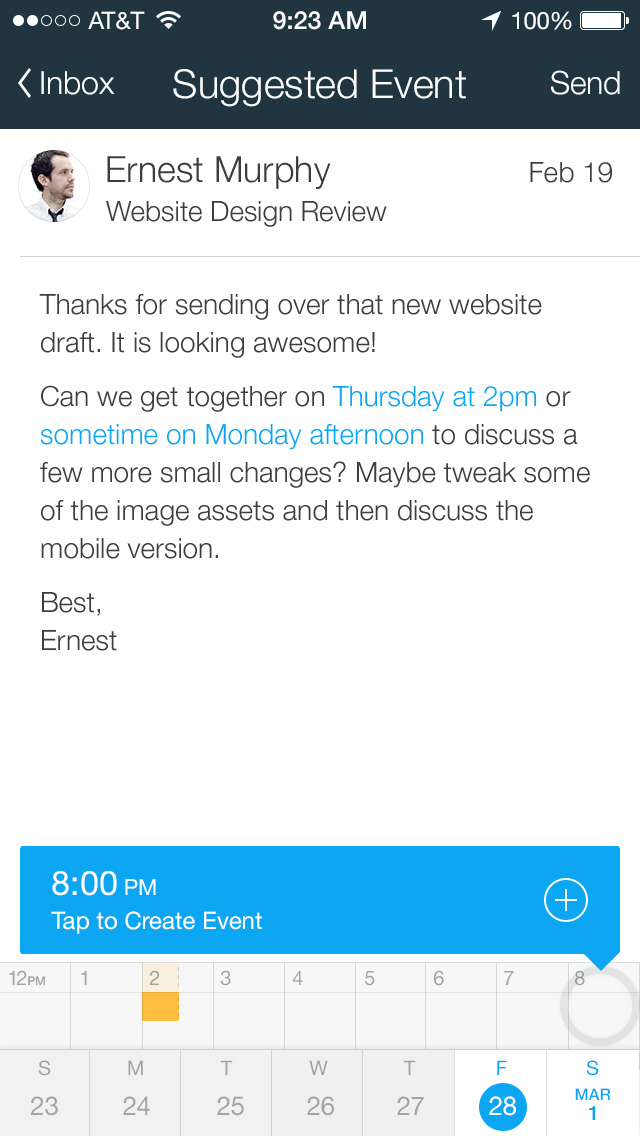 AT&T 9:23 AM 100%
Inbox Suggested Event Send
Ernest Murphy Feb 19
Website Design Review
Thanks for sending over that new website
draft. It is looking awesome!
Can we get together on Thursday at 2pm or
sometime on Monday afternoon to discuss a
few more small changes? Maybe tweak some
of the image assets and then discuss the
mobile version.
Best,
Ernest
8:00 PM
Tap to Create Event
12PM 1 2 3 4 5 6 7 8
S M T W T F S
23 24 25 26 27 28 MAR 1